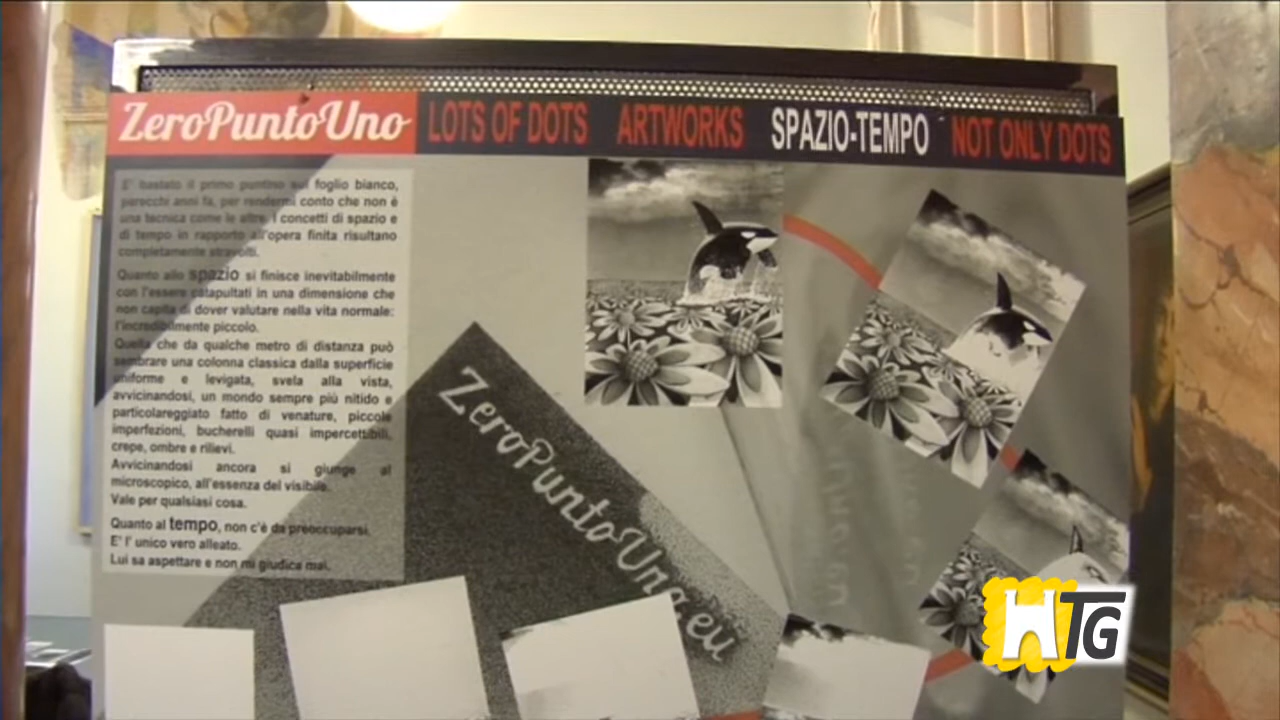 ZeroPuntoUno LOTS OF DOTS ARTWORKS SPAZIO-TEMPO NOT ONLY DOTS
E' bastato il primo puntino sul foglio bianco,
parecchi anni fa, per rendermi conto che non è
una tecnica come le altre. I concetti di spazio e
di tempo in rapporto all'opera finita risultano
completamente stravolti.
Quanto allo spazio si finisce inevitabilmente
con l'essere catapultati in una dimensione che
non capita di dover valutare nella vita normale:
l'incredibilmente piccolo.
Quella che da qualche metro di distanza può
sembrare una colonna classica dalla superficie
uniforme e levigata, svela alla vista,
avvicinandosi, un mondo sempre più nitido e
particolareggiato fatto di venature, piccole
imperfezioni, bucherelli quasi impercettibili,
crepe, ombre e rilievi.
Avvicinandosi ancora si giunge al
microscopico, all'essenza del visibile.
Vale per qualsiasi cosa.
Quanto al tempo, non c'è da preoccuparsi.
E' l' unico vero alleato.
Lui sa aspettare e non mi giudica mai.
ZeroPuntoUno.eu
TG